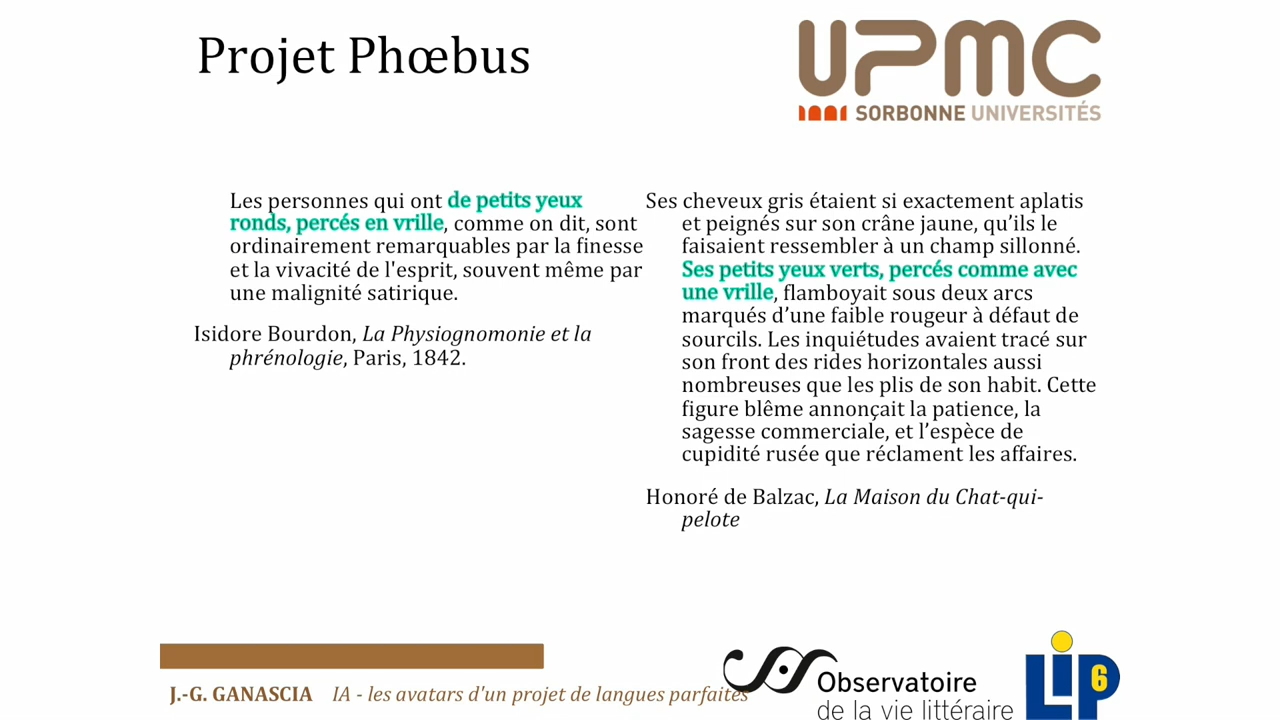 Projet Phœbus
UPMC
SORBONNE UNIVERSITÉS
Les personnes qui ont de petits yeux
ronds, percés en vrille, comme on dit, sont
ordinairement remarquables par la finesse
et la vivacité de l'esprit, souvent même par
une malignité satirique.
Isidore Bourdon, La Physiognomonie et la
phrénologie, Paris, 1842.
Ses cheveux gris étaient si exactement aplatis
et peignés sur son crâne jaune, qu’ils le
faisaient ressembler à un champ sillonné.
Ses petits yeux verts, percés comme avec
une vrille, flamboyait sous deux arcs
marqués d’une faible rougeur à défaut de
sourcils. Les inquiétudes avaient tracé sur
son front des rides horizontales aussi
nombreuses que les plis de son habit. Cette
figure blême annonçait la patience, la
sagesse commerciale, et l’espèce de
cupidité rusée que réclament les affaires.
Honoré de Balzac, La Maison du Chat-qui-
pelote
J.-G. GANASCIA IA - les avatars d'un projet de langues parfaites
Observatoire
de la vie littéraire
LIP6